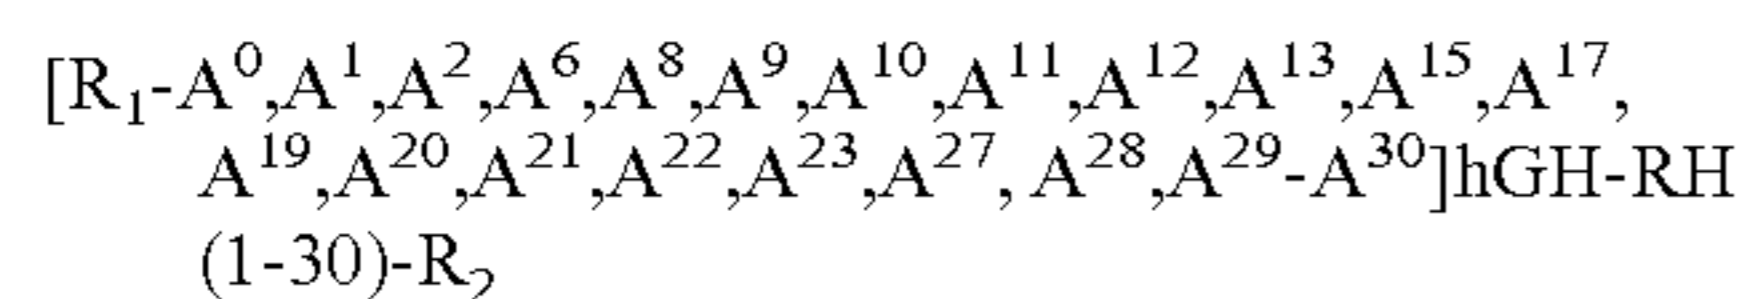 [R₁-A⁰,A¹,A²,A⁶,A⁸,A⁹,A¹⁰,A¹¹,A¹²,A¹³,A¹⁵,A¹⁷,
A¹⁹,A²⁰,A²¹,A²²,A²³,A²⁷, A²⁸,A²⁹-A³⁰]hGH-RH
(1-30)-R₂